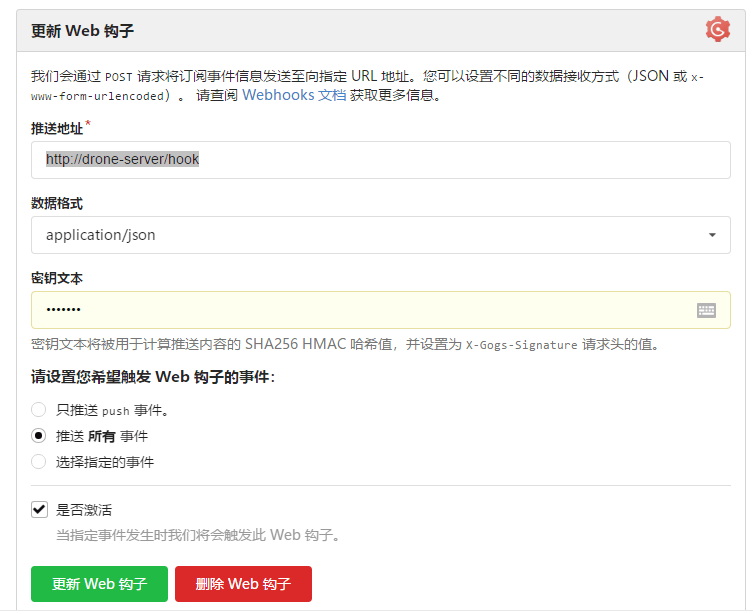 更新 Web 钩子
我们会通过 POST 请求将订阅事件信息发送至向指定 URL 地址。您可以设置不同的数据接收方式（JSON 或 x-
www-form-urlencoded）。 请查阅 Webhooks 文档 获取更多信息。
推送地址*
http://drone-server/hook
数据格式
application/json
密钥文本
•••••••
密钥文本将被用于计算推送内容的 SHA256 HMAC 哈希值，并设置为 X-Gogs-Signature 请求头的值。
请设置您希望触发 Web 钩子的事件：
只推送 push 事件。
推送 所有 事件
选择指定的事件
是否激活
当指定事件发生时我们将会触发此 Web 钩子。
更新 Web 钩子 删除 Web 钩子